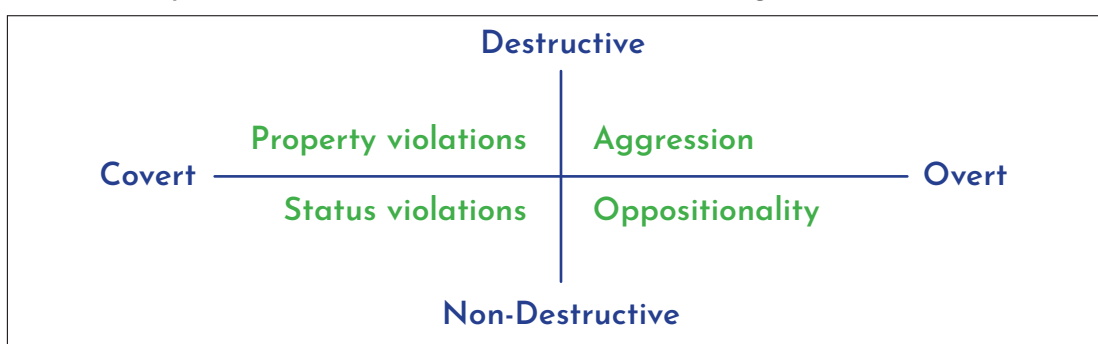 Destructive
Property violations Aggression
Covert Overt
Status violations Oppositionality
Non-Destructive